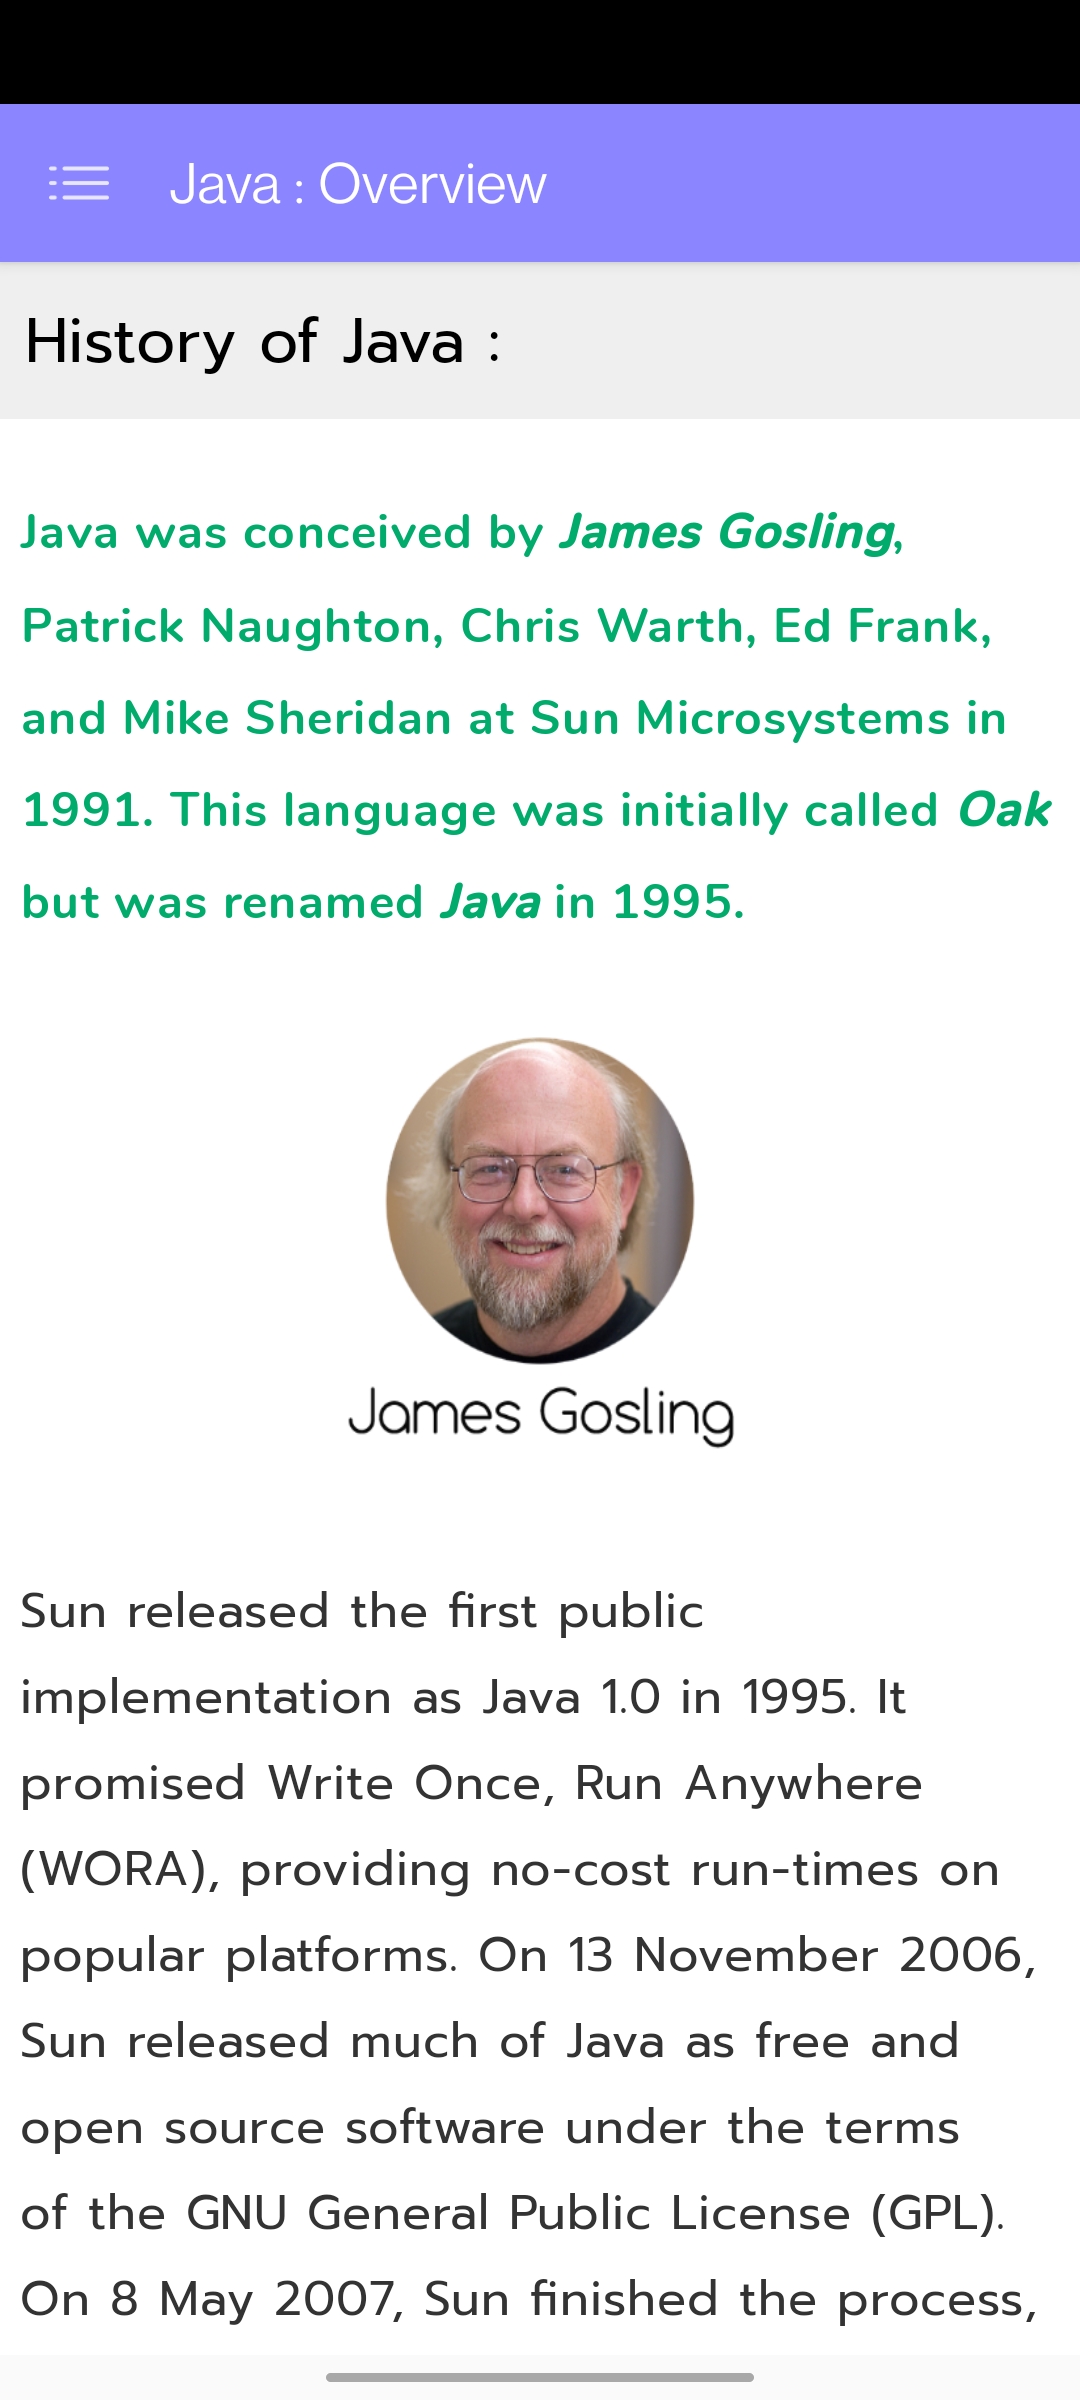 Java : Overview
History of Java :
Java was conceived by James Gosling,
Patrick Naughton, Chris Warth, Ed Frank,
and Mike Sheridan at Sun Microsystems in
1991. This language was initially called Oak
but was renamed Java in 1995.
James Gosling
Sun released the first public
implementation as Java 1.0 in 1995. It
promised Write Once, Run Anywhere
(WORA), providing no-cost run-times on
popular platforms. On 13 November 2006,
Sun released much of Java as free and
open source software under the terms
of the GNU General Public License (GPL).
On 8 May 2007, Sun finished the process,